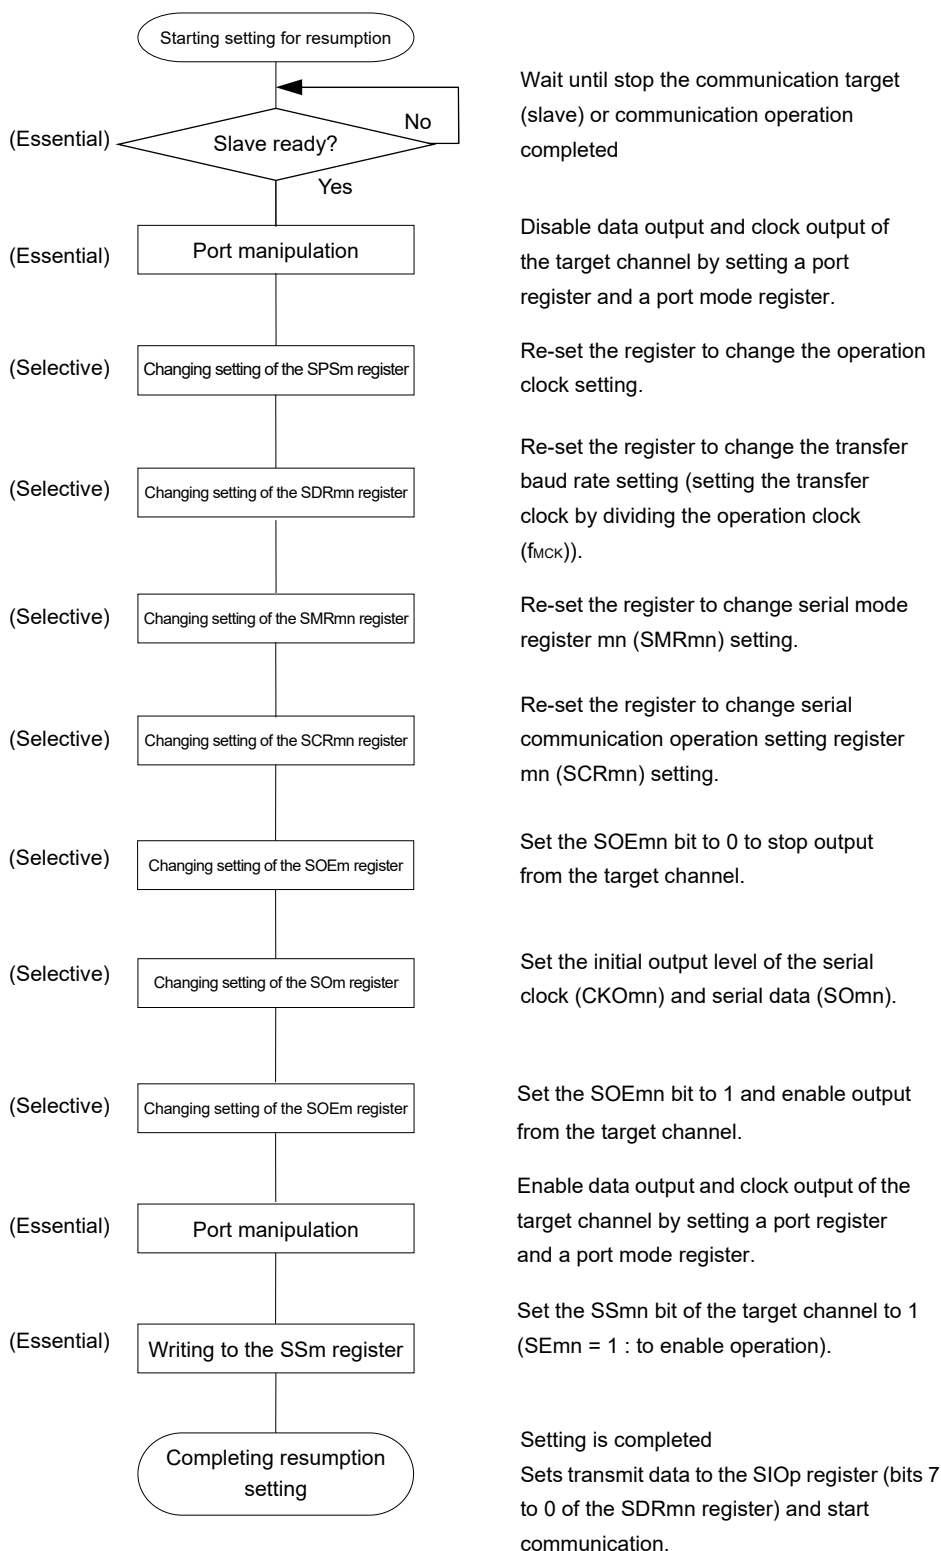 Starting setting for resumption
Wait until stop the communication target
(slave) or communication operation
completed
(Essential)
Slave ready?
No
Yes
(Essential)
Port manipulation
Disable data output and clock output of
the target channel by setting a port
register and a port mode register.
(Selective)
Changing setting of the SPSm register
Re-set the register to change the operation
clock setting.
(Selective)
Changing setting of the SDRmn register
Re-set the register to change the transfer
baud rate setting (setting the transfer
clock by dividing the operation clock
(fMCK)).
(Selective)
Changing setting of the SMRmn register
Re-set the register to change serial mode
register mn (SMRmn) setting.
(Selective)
Changing setting of the SCRmn register
Re-set the register to change serial
communication operation setting register
mn (SCRmn) setting.
(Selective)
Changing setting of the SOEm register
Set the SOEmn bit to 0 to stop output
from the target channel.
(Selective)
Changing setting of the SOm register
Set the initial output level of the serial
clock (CKOmn) and serial data (SOmn).
(Selective)
Changing setting of the SOEm register
Set the SOEmn bit to 1 and enable output
from the target channel.
(Essential)
Port manipulation
Enable data output and clock output of the
target channel by setting a port register
and a port mode register.
(Essential)
Writing to the SSm register
Set the SSmn bit of the target channel to 1
(SEmn = 1 : to enable operation).
Completing resumption
setting
Setting is completed
Sets transmit data to the SIOp register (bits 7
to 0 of the SDRmn register) and start
communication.